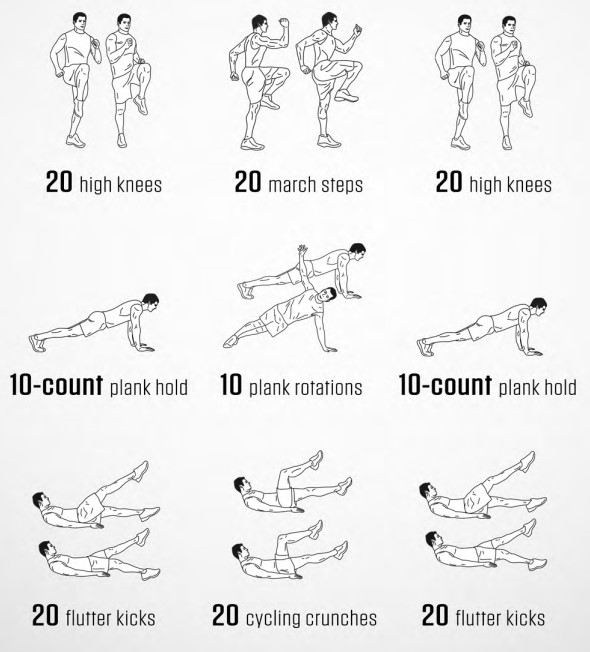 20 high knees
20 march steps
20 high knees
10-count plank hold
10 plank rotations
10-count plank hold
20 flutter kicks
20 cycling crunches
20 flutter kicks